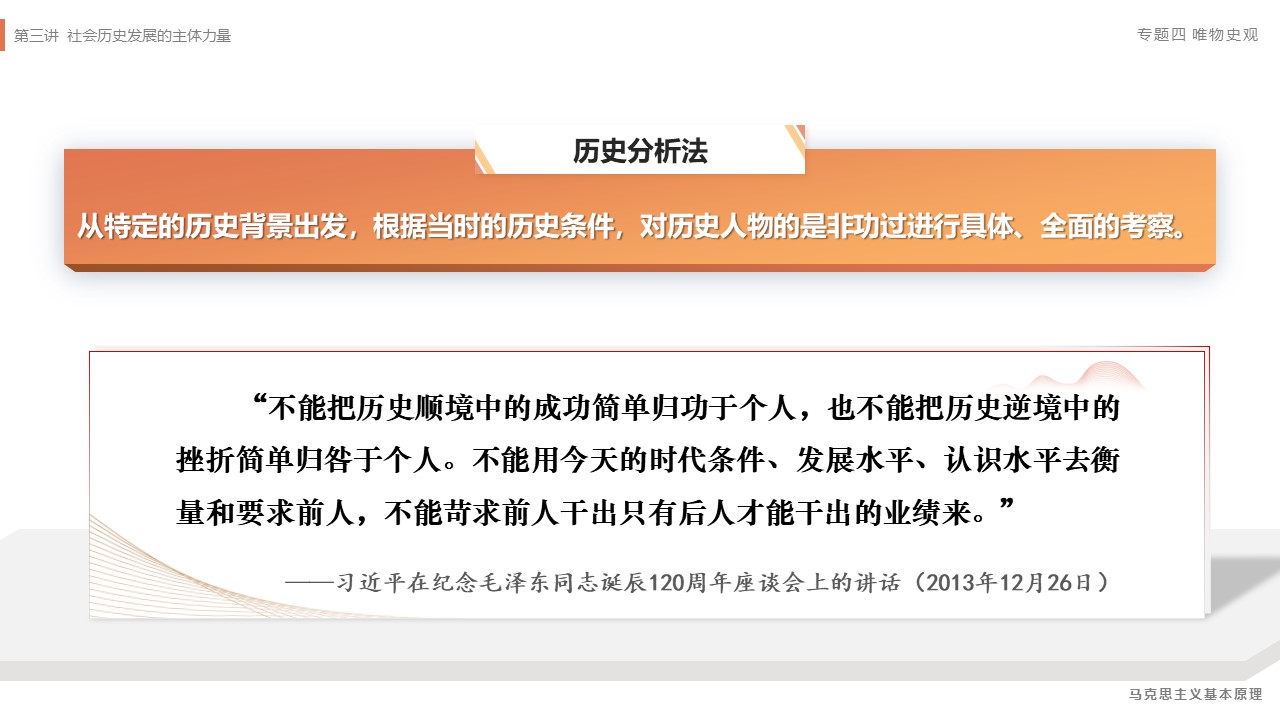 第三讲 社会历史发展的主体力量
专题四 唯物史观
历史分析法
从特定的历史背景出发，根据当时的历史条件，对历史人物的是非功过进行具体、全面的考察。
“不能把历史顺境中的成功简单归功于个人，也不能把历史逆境中的
挫折简单归咎于个人。不能用今天的时代条件、发展水平、认识水平去衡
量和要求前人，不能苛求前人干出只有后人才能干出的业绩来。”
——习近平在纪念毛泽东同志诞辰120周年座谈会上的讲话（2013年12月26日）
马克思主义基本原理